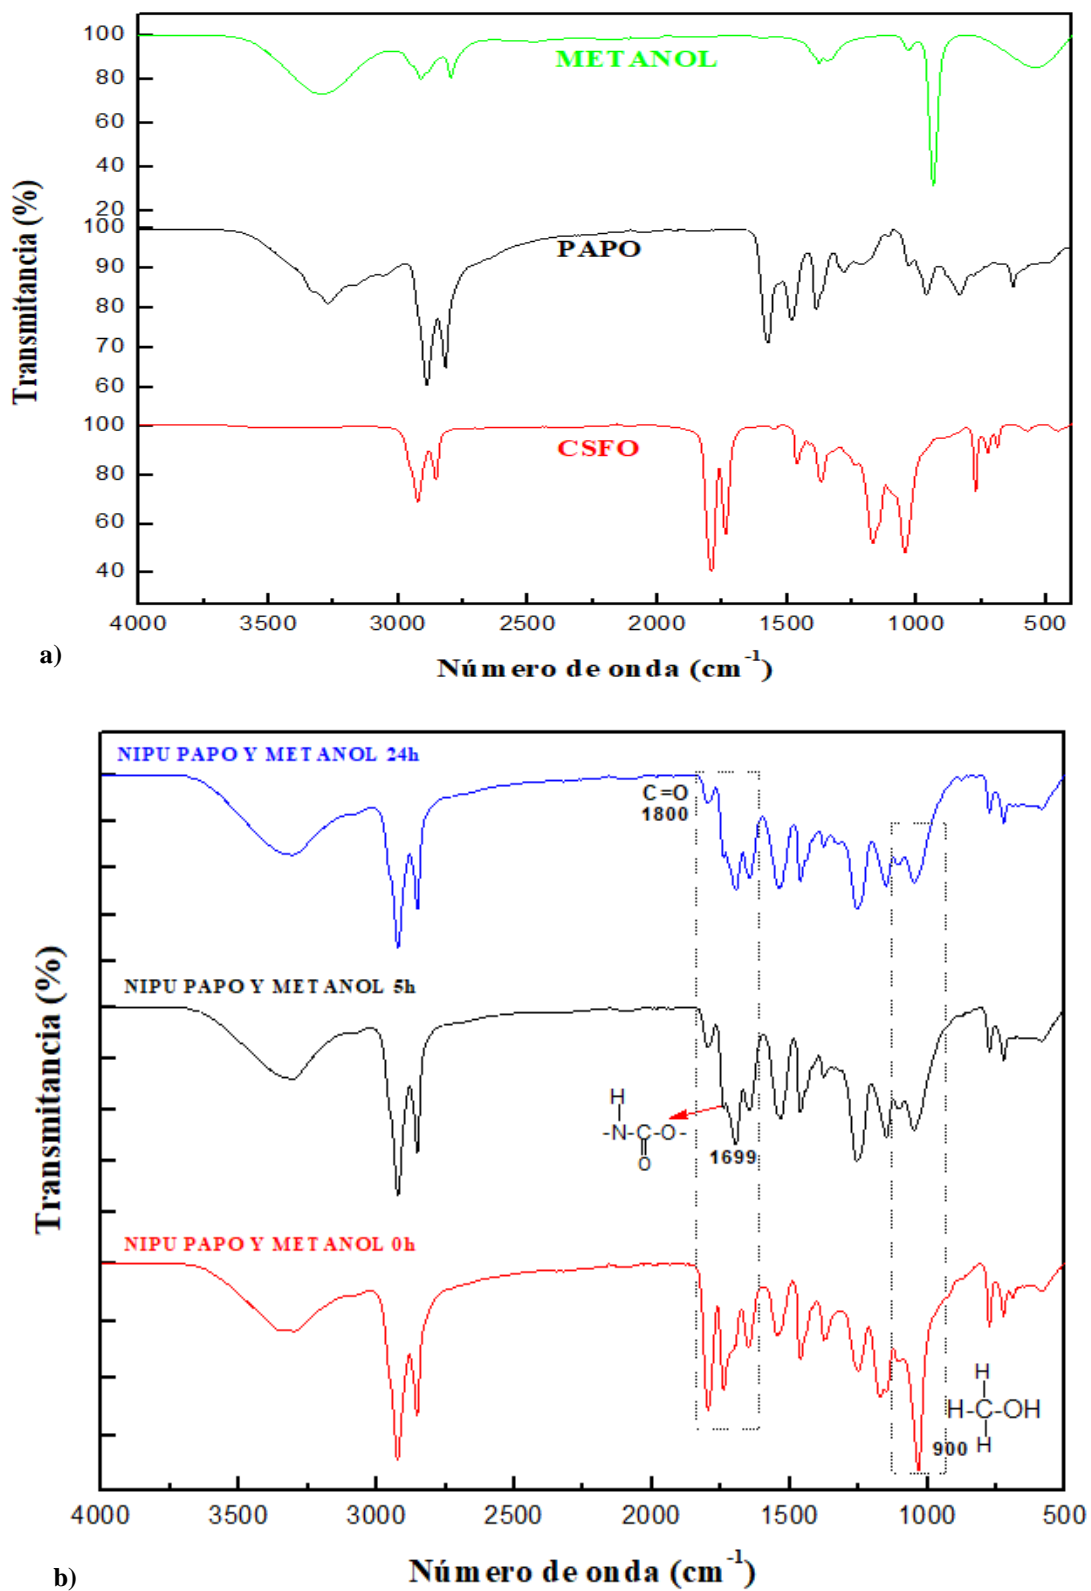 100
80
60
40
20
METANOL
100
90
80
70
60
PAPO
100
80
60
40
CSFO
Transmitancia (%)
4000 3500 3000 2500 2000 1500 1000 500
Número de onda (cm-1)
a)
NIPU PAPO Y METANOL 24h
C=O
1800
NIPU PAPO Y METANOL 5h
H
-N-C-O-
O
1699
NIPU PAPO Y METANOL 0h
H
H-C-OH
H
900
Transmitancia (%)
4000 3500 3000 2500 2000 1500 1000 500
Número de onda (cm-1)
b)